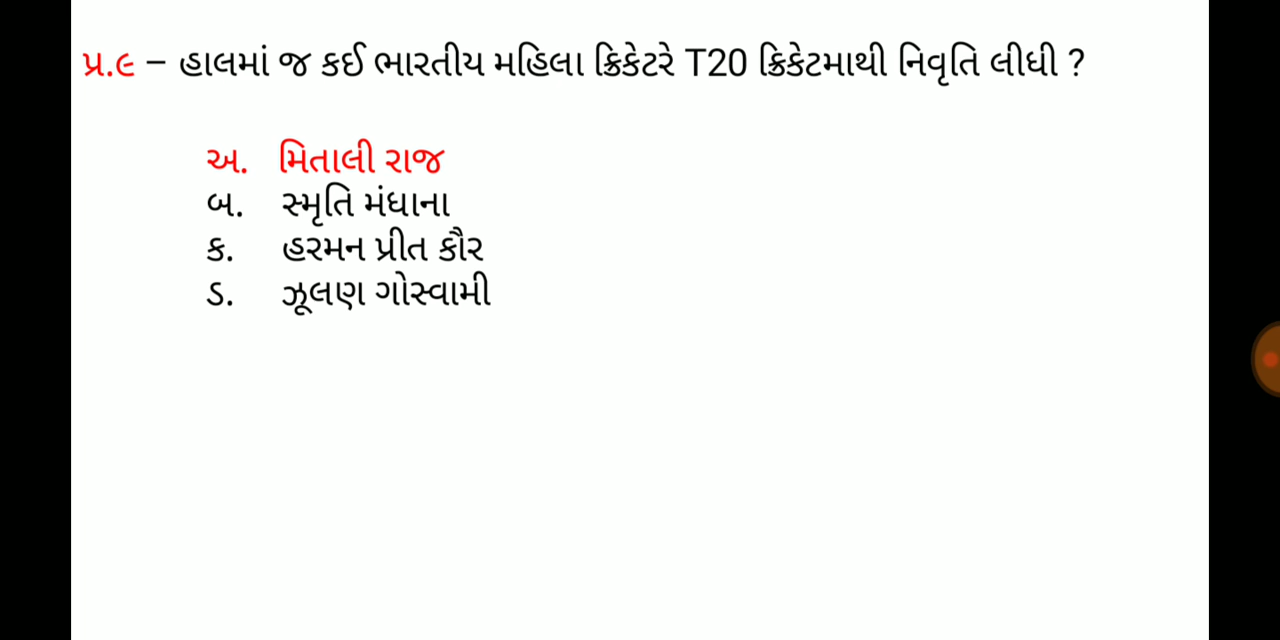 પ્ર.૯ – હાલમાં જ કઈ ભારતીય મહિલા ક્રિકેટરે T20 ક્રિકેટમાથી નિવૃતિ લીધી ?
અ. મિતાલી રાજ
બ. સ્મૃતિ મંધાના
ક. હરમન પ્રીત કૌર
ડ. ઝૂલણ ગોસ્વામી